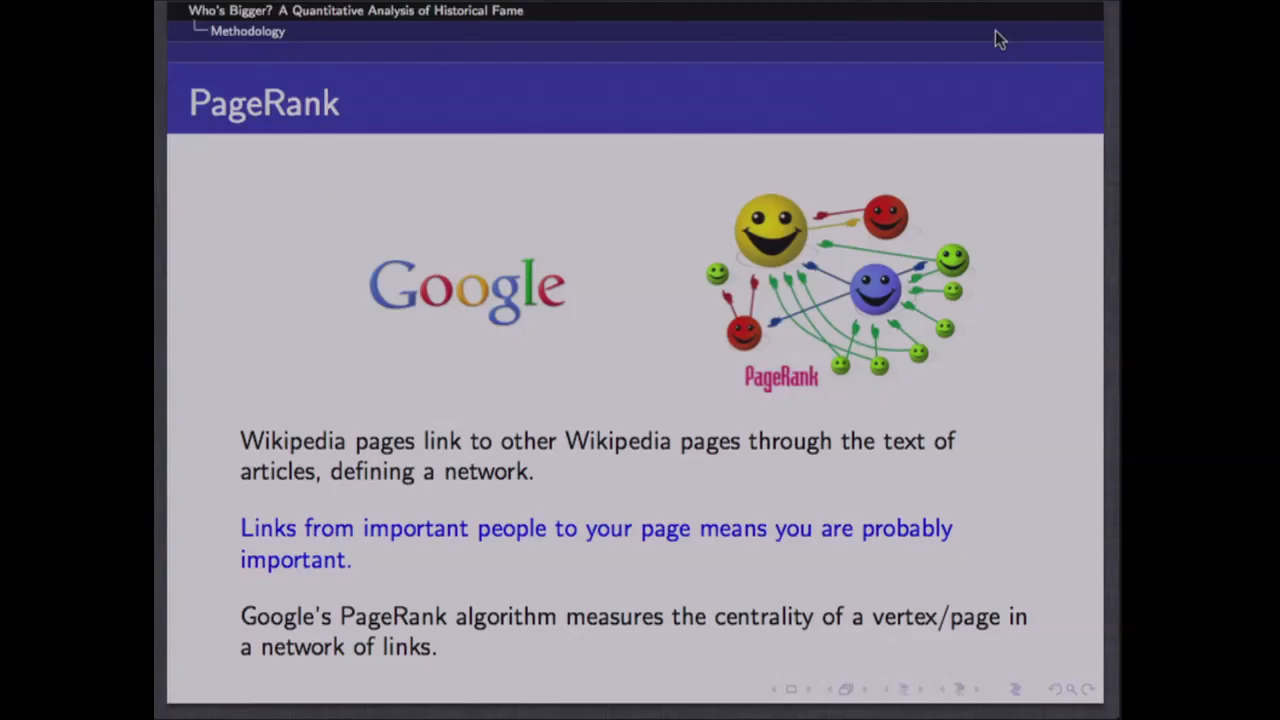 Who's Bigger? A Quantitative Analysis of Historical Fame
Methodology
PageRank
Google
PageRank
Wikipedia pages link to other Wikipedia pages through the text of
articles, defining a network.
Links from important people to your page means you are probably
important.
Google's PageRank algorithm measures the centrality of a vertex/page in
a network of links.